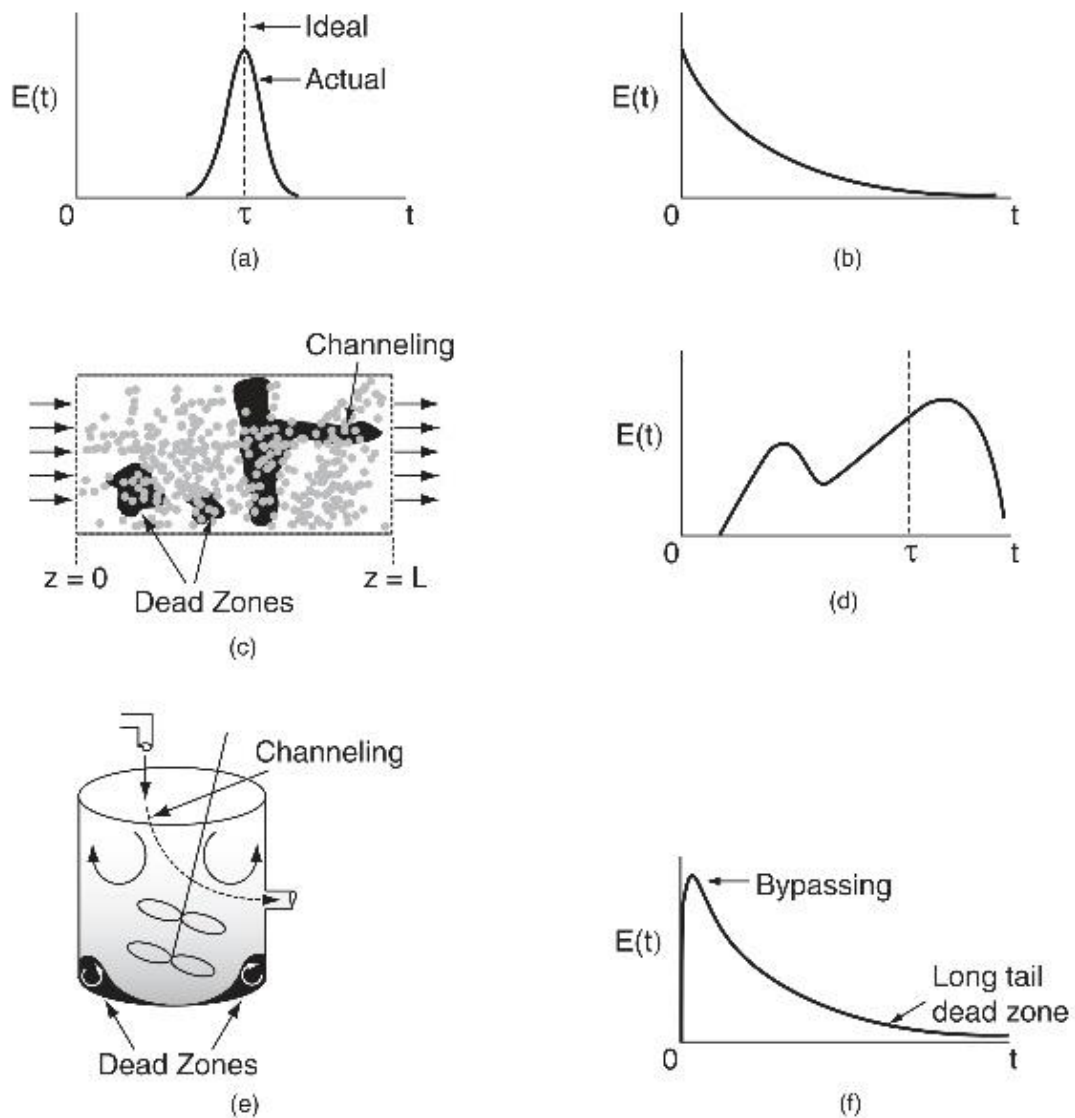 Ideal
Actual
E(t)
0
τ
t
(a)
E(t)
0
t
(b)
Channeling
z = 0
z = L
Dead Zones
(c)
E(t)
0
τ
t
(d)
Channeling
Dead Zones
(e)
Bypassing
E(t)
Long tail
dead zone
0
t
(f)